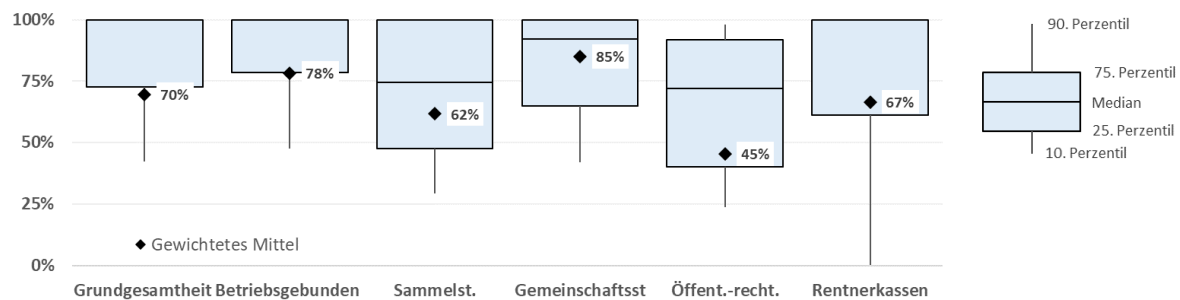 100%
75%
50%
25%
0%
70%
78%
62%
85%
45%
67%
Gewichtetes Mittel
Grundgesamtheit Betriebsgebunden Sammelst. Gemeinschaftsst Öffent.-recht. Rentnerkassen
90. Perzentil
75. Perzentil
Median
25. Perzentil
10. Perzentil